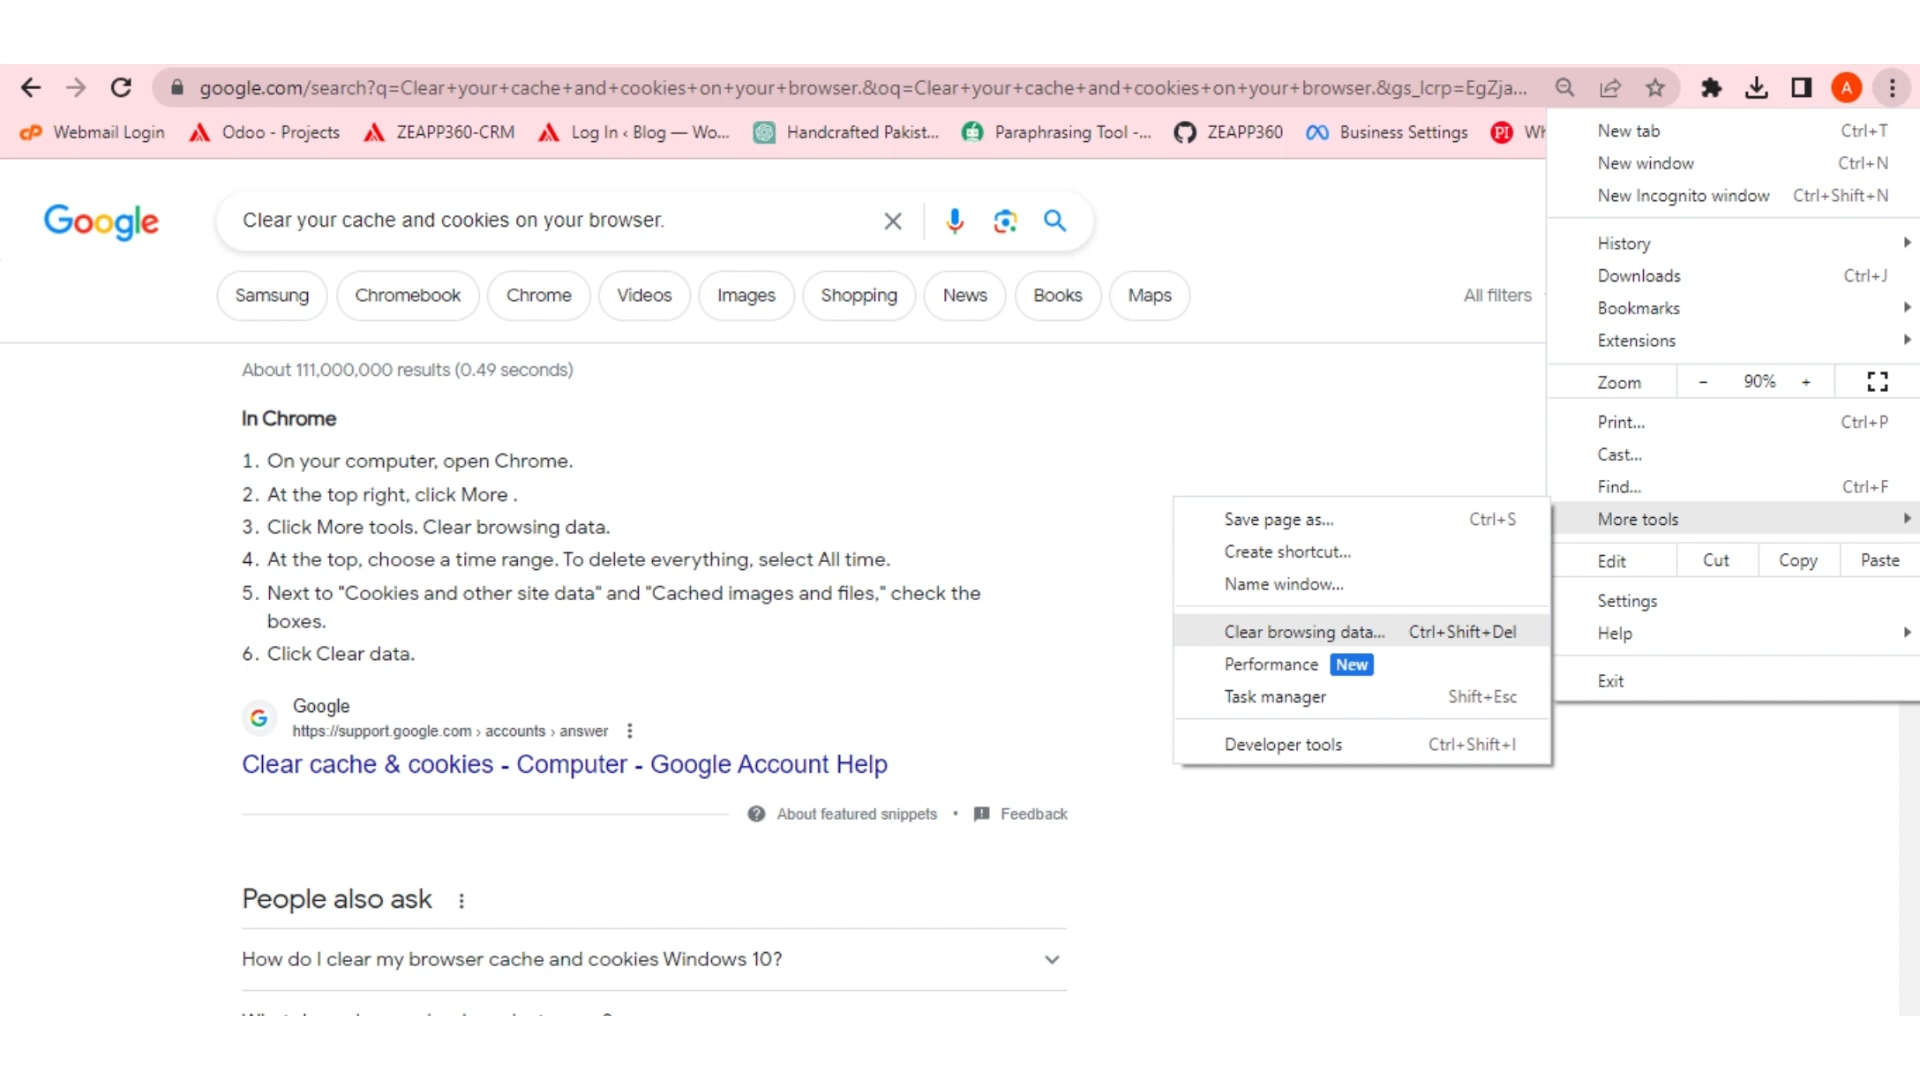 google.com/search?q=Clear+your+cache+and+cookies+on+your+browser.&oq=Clear+your+cache+and+cookies+on+your+browser.&gs_lcrp=EgZja...
A
Webmail Login
Odoo - Projects
ZEAPP360-CRM
Log In ‹ Blog — Wo...
Handcrafted Pakist...
Paraphrasing Tool -...
ZEAPP360
Business Settings
PI
Google
Clear your cache and cookies on your browser.
Samsung
Chromebook
Chrome
Videos
Images
Shopping
News
Books
Maps
All filters
About 111,000,000 results (0.49 seconds)
In Chrome
1. On your computer, open Chrome.
2. At the top right, click More .
3. Click More tools. Clear browsing data.
4. At the top, choose a time range. To delete everything, select All time.
5. Next to "Cookies and other site data" and "Cached images and files," check the
boxes.
6. Click Clear data.
Google
https://support.google.com › accounts › answer
Clear cache & cookies - Computer - Google Account Help
About featured snippets • Feedback
People also ask
How do I clear my browser cache and cookies Windows 10?
New tab Ctrl+T
New window Ctrl+N
New Incognito window Ctrl+Shift+N
History
Downloads Ctrl+J
Bookmarks
Extensions
Zoom - 90% +
Print... Ctrl+P
Cast...
Find... Ctrl+F
More tools
Edit Cut Copy Paste
Settings
Help
Exit
Save page as... Ctrl+S
Create shortcut...
Name window...
Clear browsing data... Ctrl+Shift+Del
Performance New
Task manager Shift+Esc
Developer tools Ctrl+Shift+I